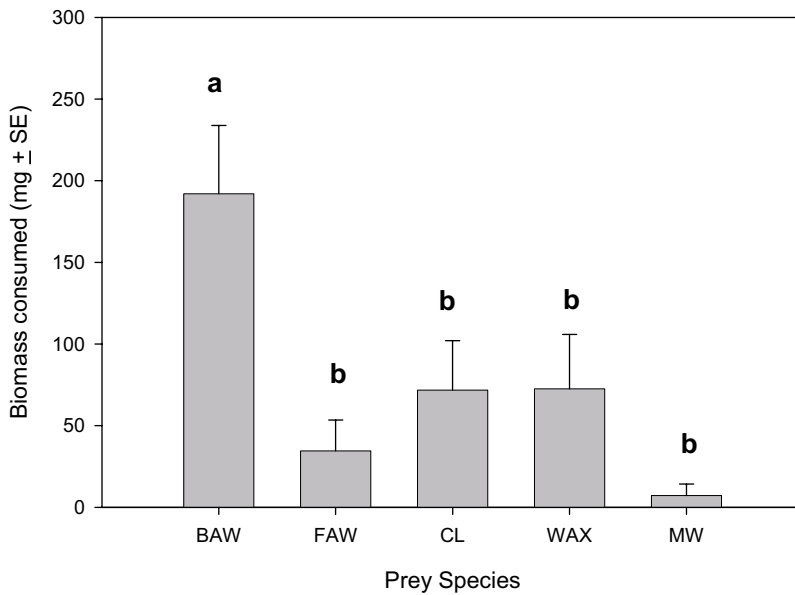 300
250
200
150
100
50
0
Biomass consumed (mg ± SE)
a
b
b
b
b
BAW FAW CL WAX MW
Prey Species